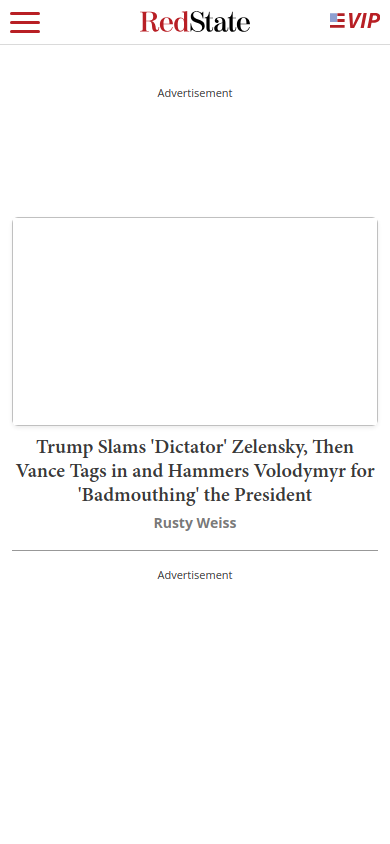 RedState
VIP
Advertisement
Trump Slams 'Dictator' Zelensky, Then
Vance Tags in and Hammers Volodymyr for
'Badmouthing' the President
Rusty Weiss
Advertisement